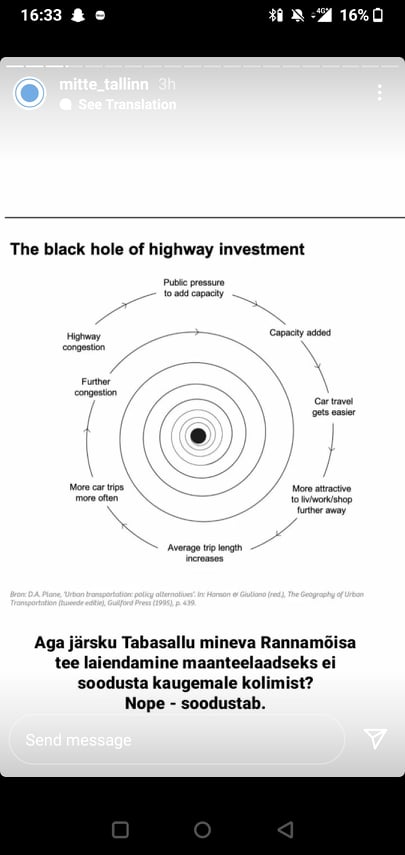 16:33
4G
16%
mitte_tallinn 3h
See Translation
The black hole of highway investment
Public pressure
to add capacity
Capacity added
Car travel
gets easier
More attractive
to liv/work/shop
further away
Average trip length
increases
More car trips
more often
Further
congestion
Highway
congestion
Bron: D.A. Plane, 'Urban transportation: policy alternatives'. In: Hanson & Giuliano (red.), The Geography of Urban
Transportation (tweede editie), Guilford Press (1995), p. 439.
Aga järsku Tabasallu mineva Rannamõisa
tee laiendamine maanteelaadseks ei
soodusta kaugemale kolimist?
Nope - soodustab.
Send message